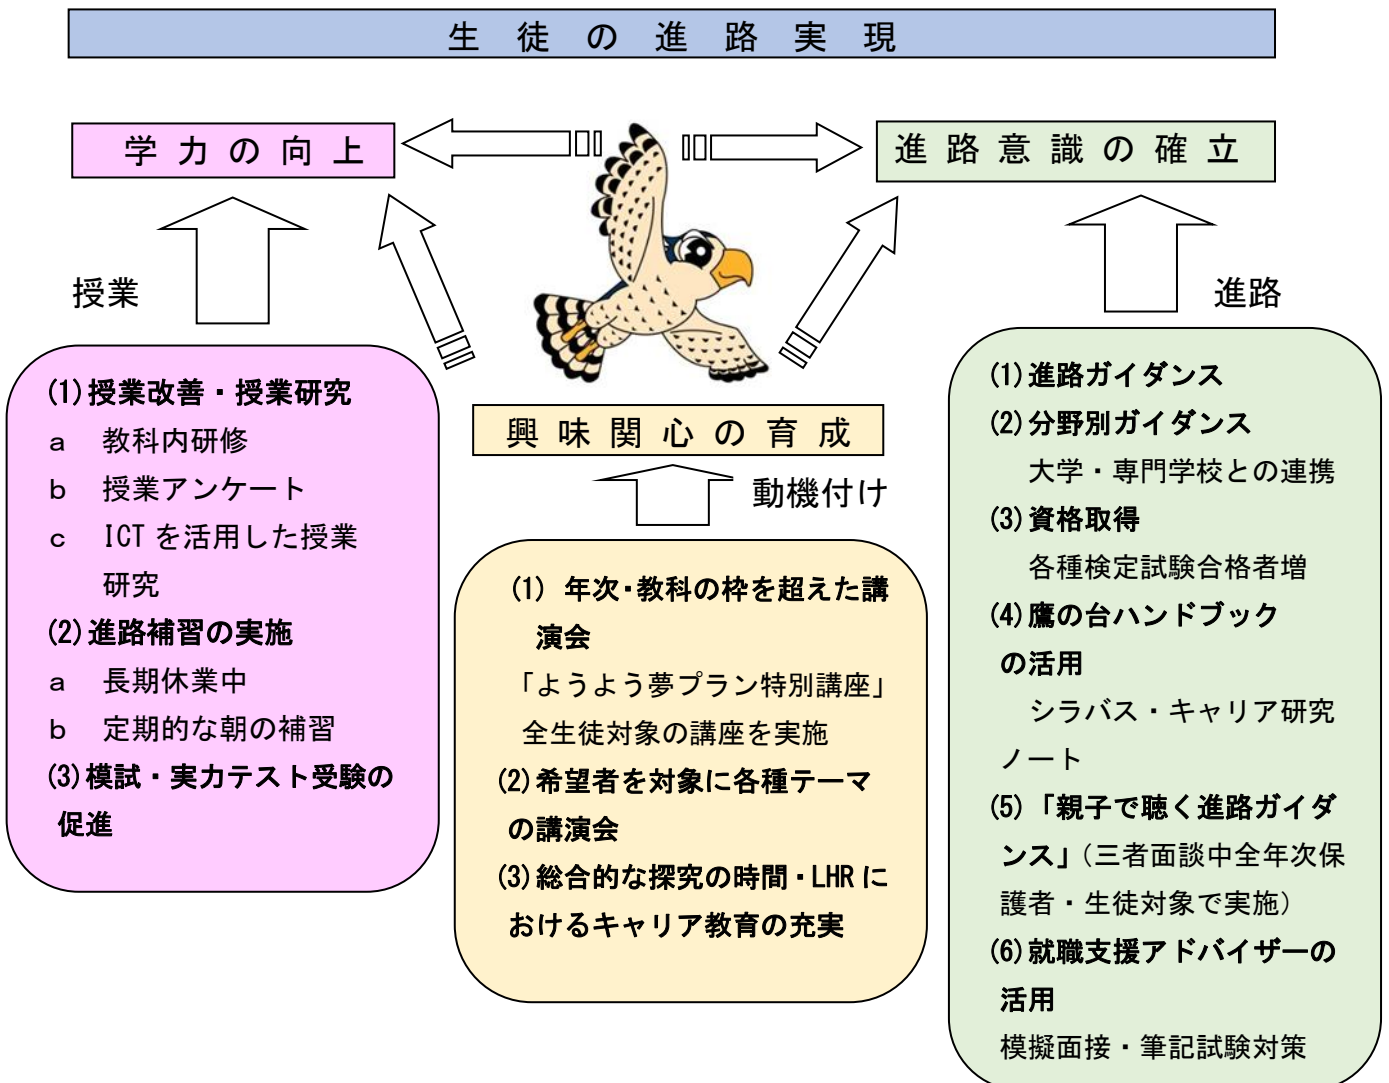 生徒の進路実現
学力の向上
進路意識の確立
授業
進路
(1)授業改善・授業研究
a 教科内研修
b 授業アンケート
c ICTを活用した授業
研究
(2)進路補習の実施
a 長期休業中
b 定期的な朝の補習
(3)模試・実力テスト受験の
促進
興味関心の育成
動機付け
(1) 年次・教科の枠を超えた講
演会
「ようよう夢プラン特別講座」
全生徒対象の講座を実施
(2)希望者を対象に各種テーマ
の講演会
(3)総合的な探究の時間・LHRに
おけるキャリア教育の充実
(1)進路ガイダンス
(2)分野別ガイダンス
大学・専門学校との連携
(3)資格取得
各種検定試験合格者増
(4)鷹の台ハンドブック
の活用
シラバス・キャリア研究
ノート
(5)「親子で聴く進路ガイダ
ンス」(三者面談中全年次保
護者・生徒対象で実施)
(6)就職支援アドバイザーの
活用
模擬面接・筆記試験対策